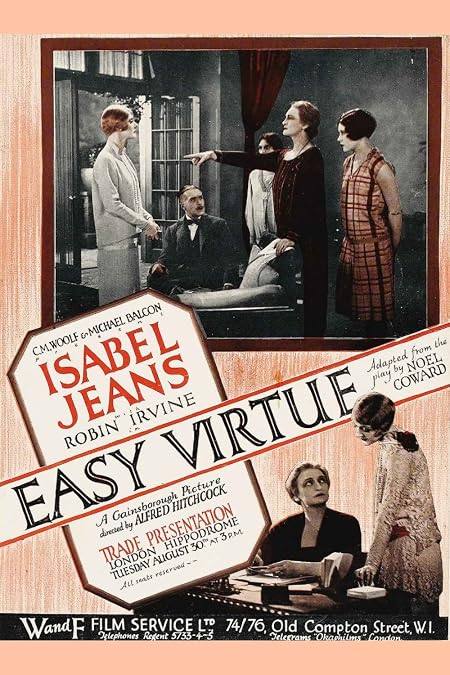 C.M. WOOLF & MICHAEL BALCON
present
ISABEL
JEANS
with
ROBIN IRVINE
in
EASY VIRTUE
Adapted from the
play by NOEL
COWARD
A Gainsborough Picture
directed by ALFRED HITCHCOCK
TRADE PRESENTATION
LONDON HIPPODROME
TUESDAY AUGUST 30TH AT 3 P.M.
All seats reserved
W and F FILM SERVICE LTD 74/76, Old Compton Street, W.1.
Telephones Regent 5733-4-5 Telegrams "Okaphilms" London.